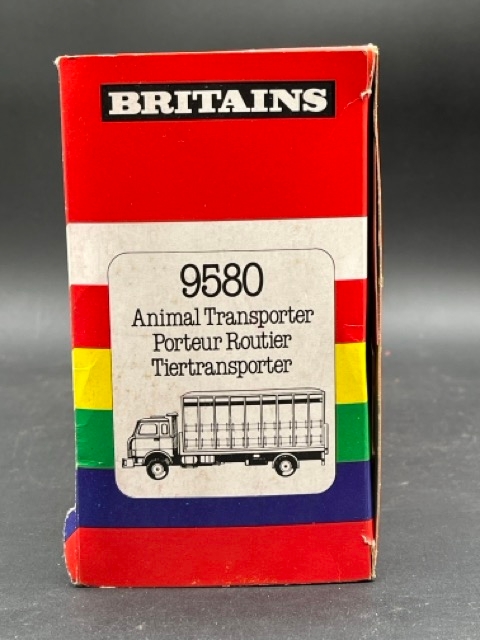 BRITAINS
9580
Animal Transporter
Porteur Routier
Tiertransporter